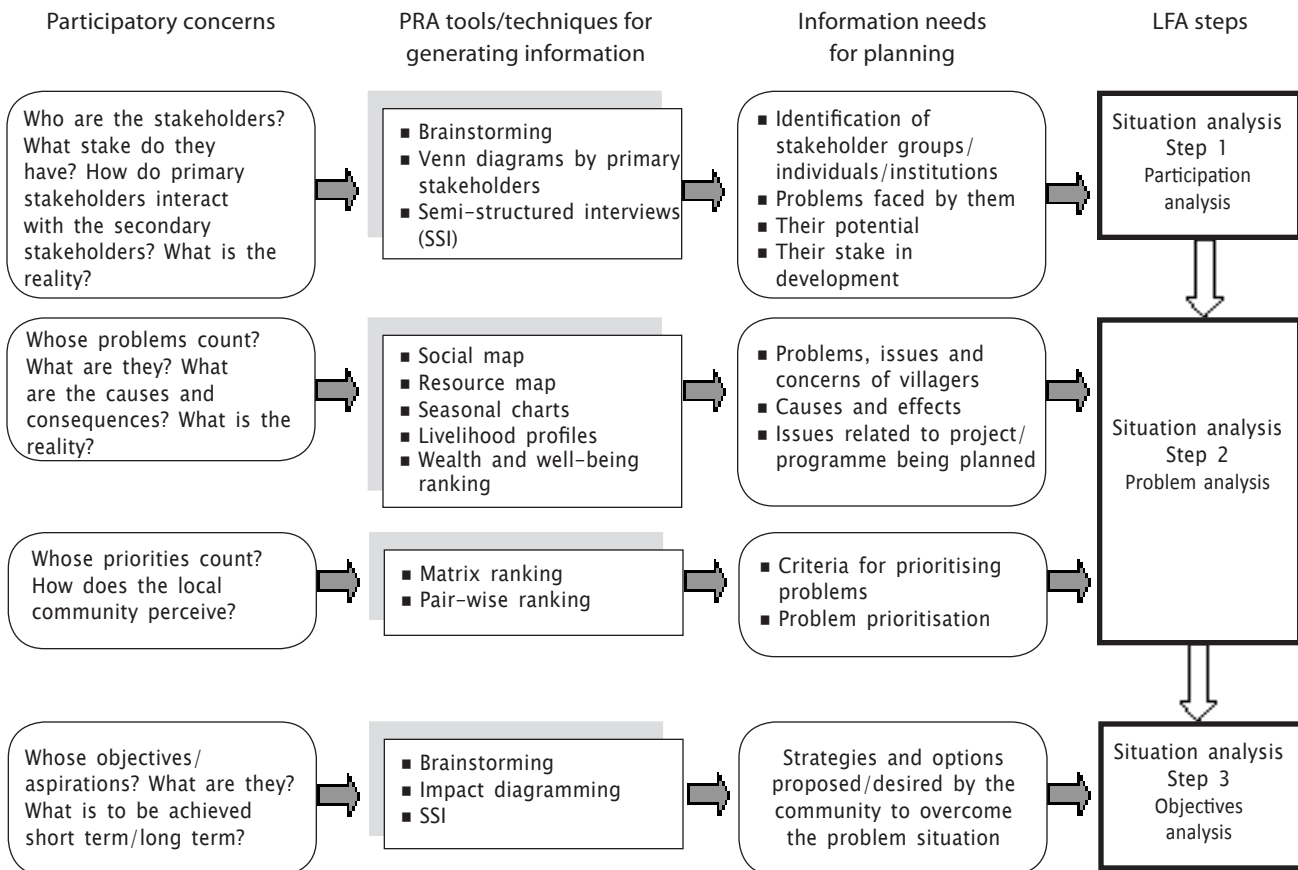 Participatory concerns
PRA tools/techniques for
generating information
Information needs
for planning
LFA steps
Who are the stakeholders?
What stake do they
have? How do primary
stakeholders interact
with the secondary
stakeholders? What is the
reality?
▪ Brainstorming
▪ Venn diagrams by primary
stakeholders
▪ Semi-structured interviews
(SSI)
▪ Identification of
stakeholder groups/
individuals/institutions
▪ Problems faced by them
▪ Their potential
▪ Their stake in
development
Situation analysis
Step 1
Participation
analysis
Whose problems count?
What are they? What
are the causes and
consequences? What is the
reality?
▪ Social map
▪ Resource map
▪ Seasonal charts
▪ Livelihood profiles
▪ Wealth and well-being
ranking
▪ Problems, issues and
concerns of villagers
▪ Causes and effects
▪ Issues related to project/
programme being planned
Situation analysis
Step 2
Problem analysis
Whose priorities count?
How does the local
community perceive?
▪ Matrix ranking
▪ Pair-wise ranking
▪ Criteria for prioritising
problems
▪ Problem prioritisation
Whose objectives/
aspirations? What are they?
What is to be achieved
short term/long term?
▪ Brainstorming
▪ Impact diagramming
▪ SSI
Strategies and options
proposed/desired by the
community to overcome
the problem situation
Situation analysis
Step 3
Objectives
analysis